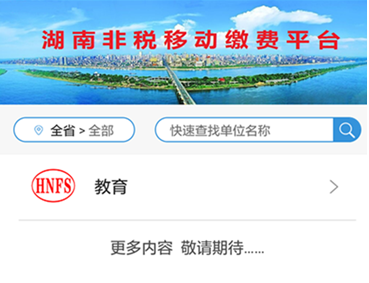 湖南非税移动缴费平台
全省 > 全部
快速查找单位名称
HNFS
教育
更多内容 敬请期待......